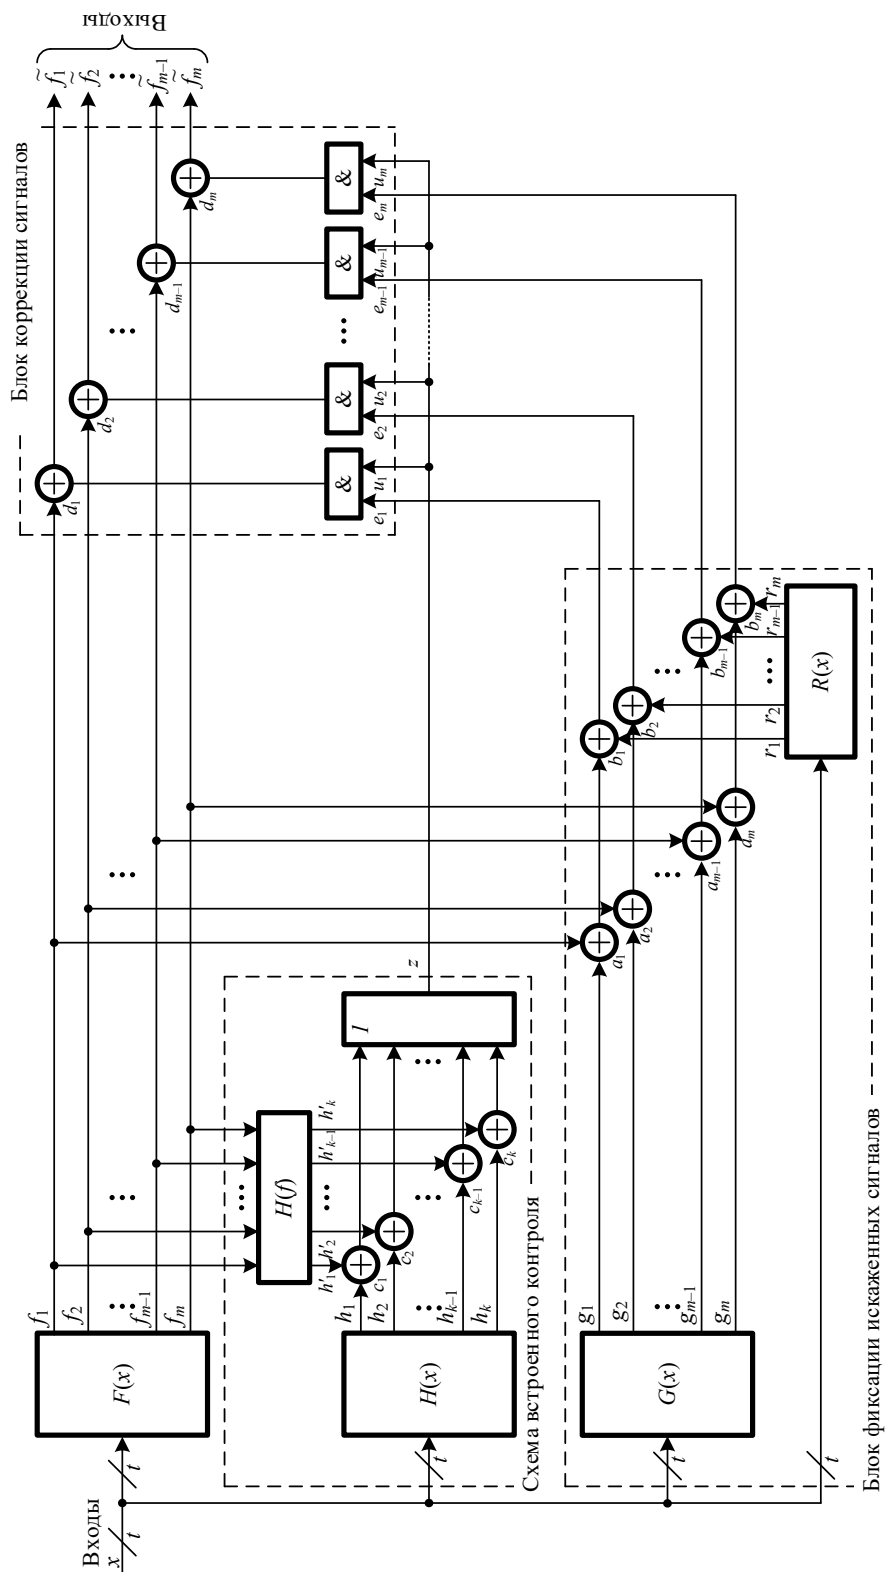 Входы
x
t
t
F(x)
f1
f2
...
fm–1
fm
...
...
H(f)
...
...
h'1
h'2
h'k–1
h'k
t
H(x)
h1
h2
...
hk–1
hk
c1
c2
...
ck–1
ck
...
1
z
Схема встроенного контроля
t
G(x)
g1
g2
...
gm–1
gm
a1
a2
...
am–1
dm
b1
b2
...
bm–1
bm
r1
r2
...
rm–1
rm
R(x)
t
Блок фиксации искаженных сигналов
Блок коррекции сигналов
d1
d2
...
dm–1
dm
&
&
...
&
&
e1
u1
e2
u2
em–1
um–1
em
um
f̃1
f̃2
...
f̃m–1
f̃m
Выходы